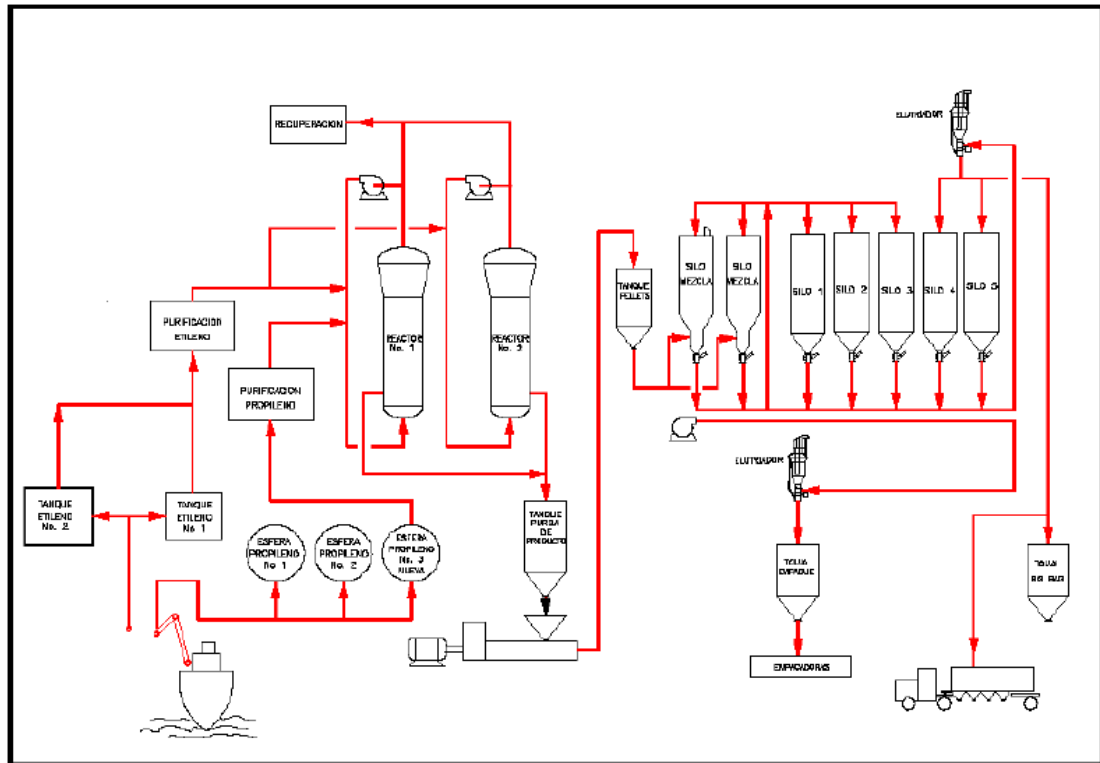 RECUPERACION
ELUTRIADOR
PURIFICACION
ETILENO
PURIFICACION
PROPILENO
REACTOR
No. 1
REACTOR
No. 2
TANQUE
PELLETS
SILO
MEZCLA
SILO
MEZCLA
SILO 1
SILO 2
SILO 3
SILO 4
SILO 5
TANQUE
ETILENO
No. 2
TANQUE
ETILENO
No 1
ESFERA
PROPILENO
No 1
ESFERA
PROPILENO
No. 2
ESFERA
PROPILENO
No. 3
NUEVA
TANQUE
PURGA
DE
PRODUCTO
ELUTRIADOR
TOLVA
EMPAQUE
TOLVA
BIG BAG
EMPACADORAS